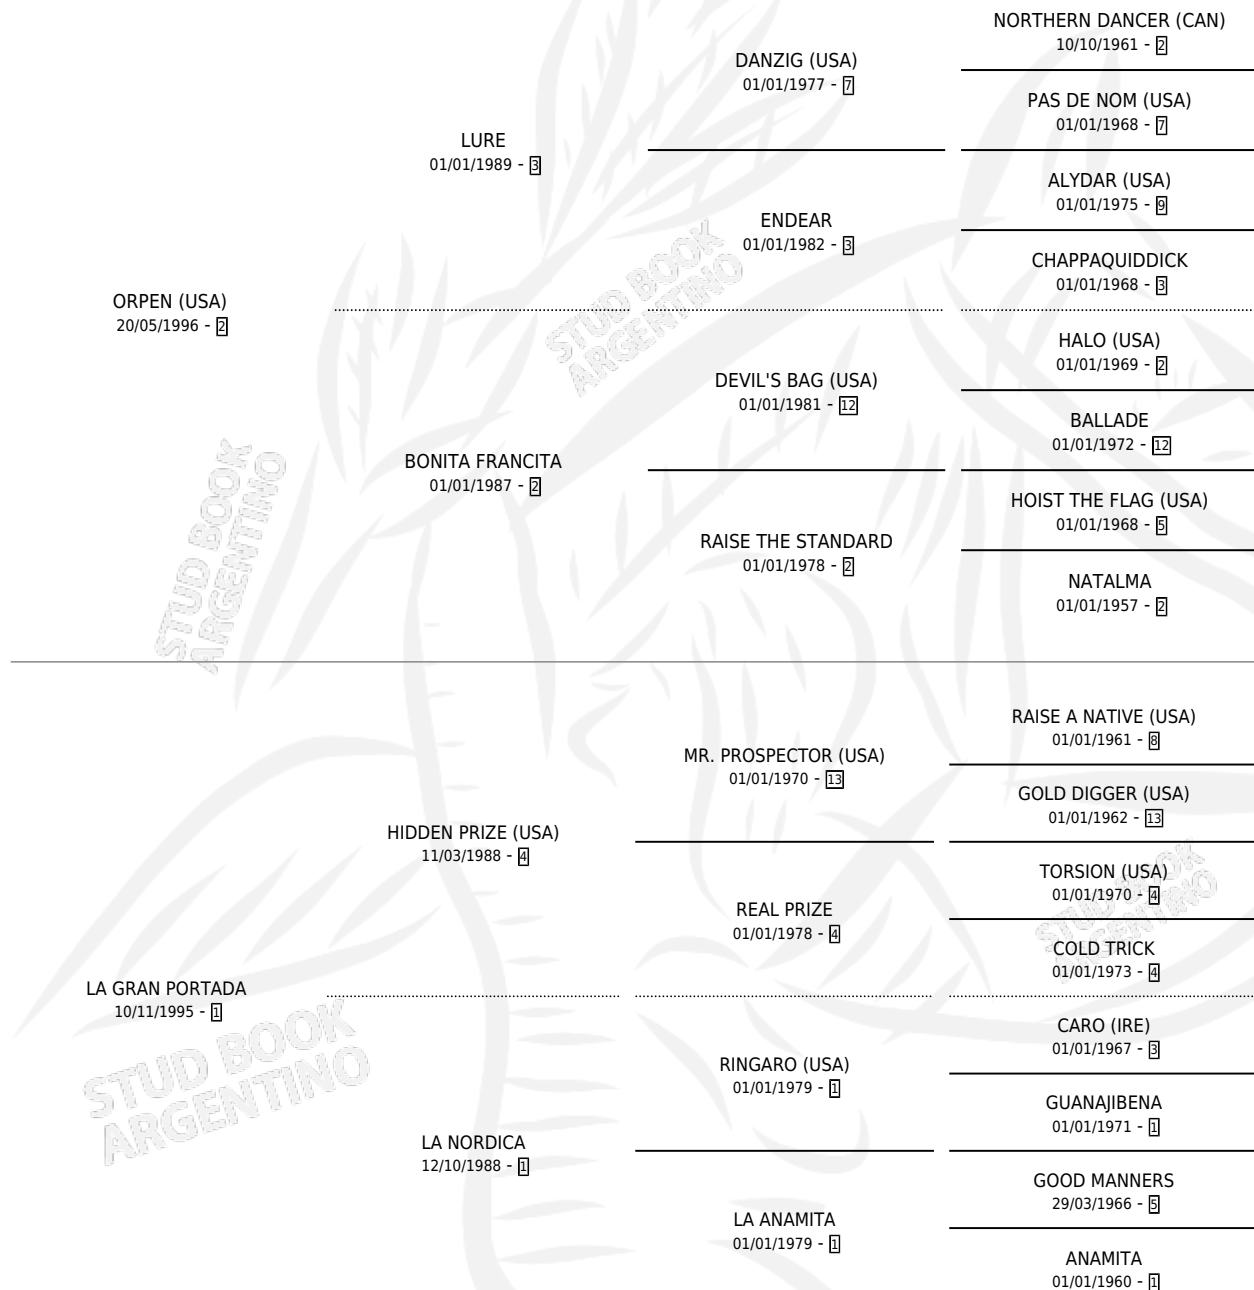 NORTHERN DANCER (CAN)
10/10/1961 - 2
DANZIG (USA)
01/01/1977 - 7
PAS DE NOM (USA)
01/01/1968 - 7
LURE
01/01/1989 - 3
ALYDAR (USA)
01/01/1975 - 9
ENDEAR
01/01/1982 - 3
CHAPPAQUIDDICK
01/01/1968 - 3
ORPEN (USA)
20/05/1996 - 2
STUD BOOK
ARGENTINO
HALO (USA)
01/01/1969 - 2
DEVIL'S BAG (USA)
01/01/1981 - 12
BALLADE
01/01/1972 - 12
BONITA FRANCITA
01/01/1987 - 2
HOIST THE FLAG (USA)
01/01/1968 - 5
RAISE THE STANDARD
01/01/1978 - 2
NATALMA
01/01/1957 - 2
STUD BOOK
ARGENTINO
RAISE A NATIVE (USA)
01/01/1961 - 8
MR. PROSPECTOR (USA)
01/01/1970 - 13
GOLD DIGGER (USA)
01/01/1962 - 13
HIDDEN PRIZE (USA)
11/03/1988 - 4
TORSION (USA)
01/01/1970 - 4
REAL PRIZE
01/01/1978 - 4
COLD TRICK
01/01/1973 - 4
STUD BOOK
ARGENTINO
LA GRAN PORTADA
10/11/1995 - 1
CARO (IRE)
01/01/1967 - 3
RINGARO (USA)
01/01/1979 - 1
GUANAJIBENA
01/01/1971 - 1
STUD BOOK
ARGENTINO
LA NORDICA
12/10/1988 - 1
GOOD MANNERS
29/03/1966 - 5
LA ANAMITA
01/01/1979 - 1
ANAMITA
01/01/1960 - 1